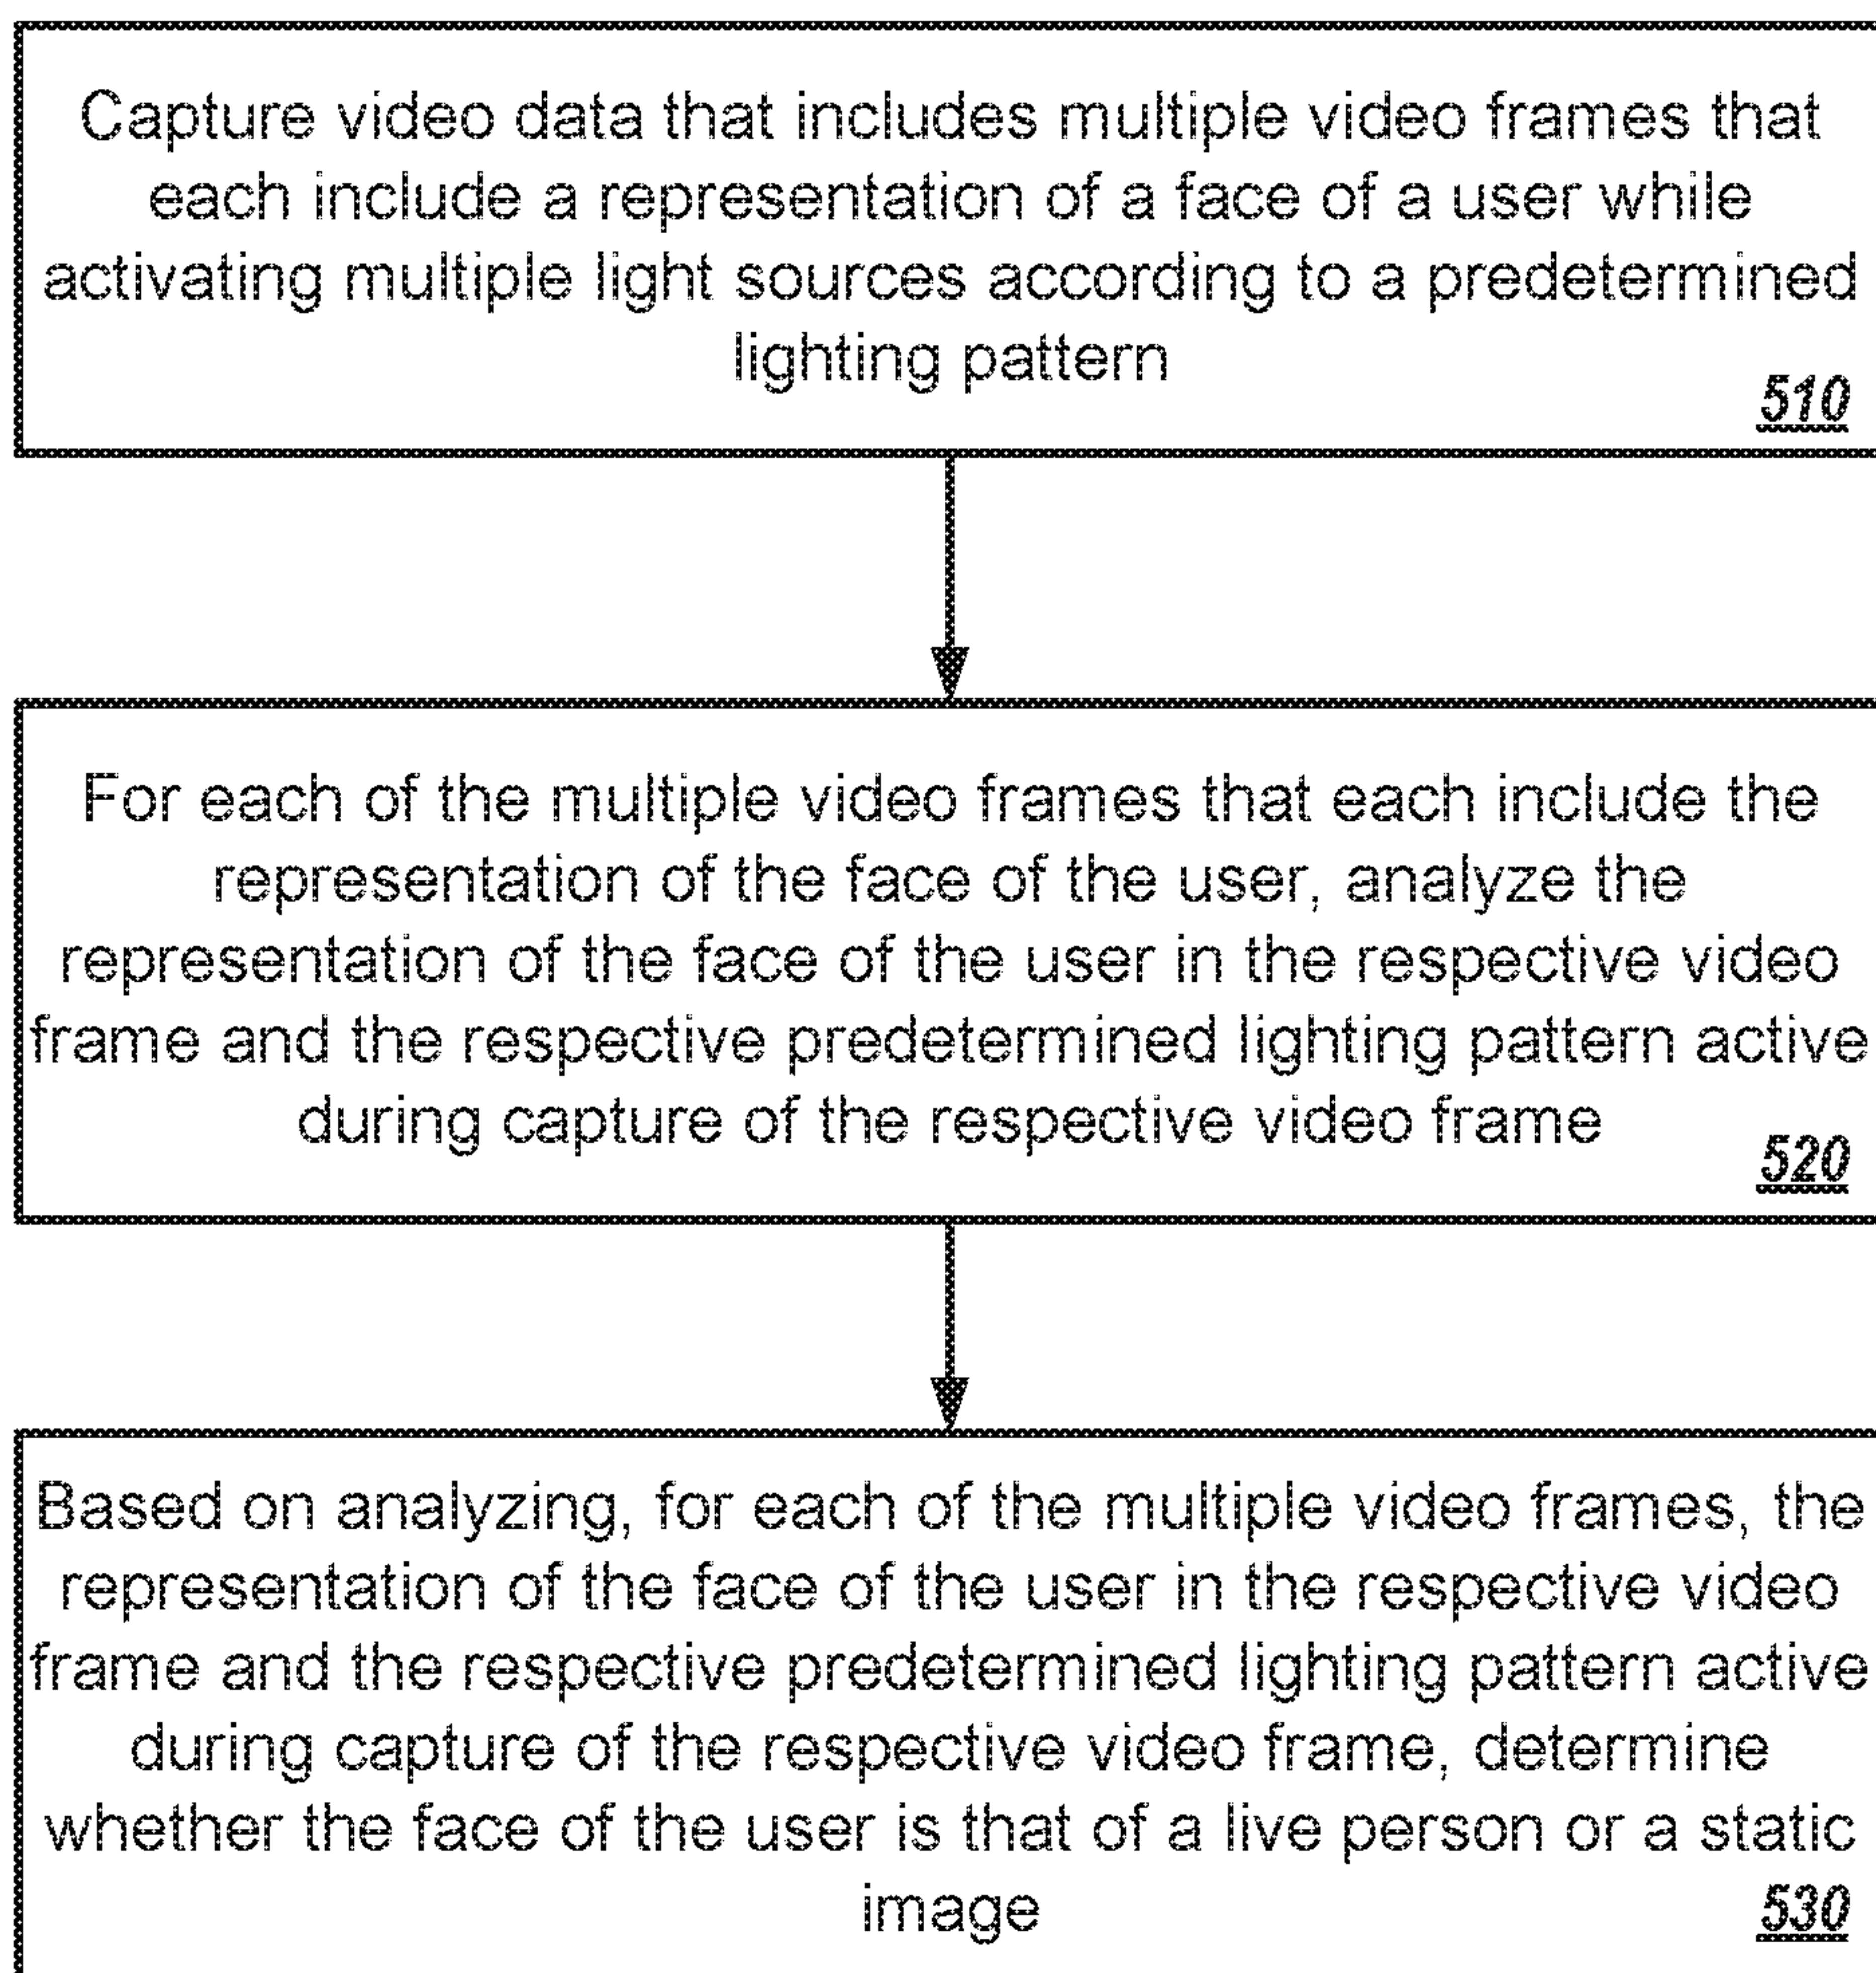 Capture video data that includes multiple video frames that
each include a representation of a face of a user while
activating multiple light sources according to a predetermined
lighting pattern
510
For each of the multiple video frames that each include the
representation of the face of the user, analyze the
representation of the face of the user in the respective video
frame and the respective predetermined lighting pattern active
during capture of the respective video frame
520
Based on analyzing, for each of the multiple video frames, the
representation of the face of the user in the respective video
frame and the respective predetermined lighting pattern active
during capture of the respective video frame, determine
whether the face of the user is that of a live person or a static
image
530